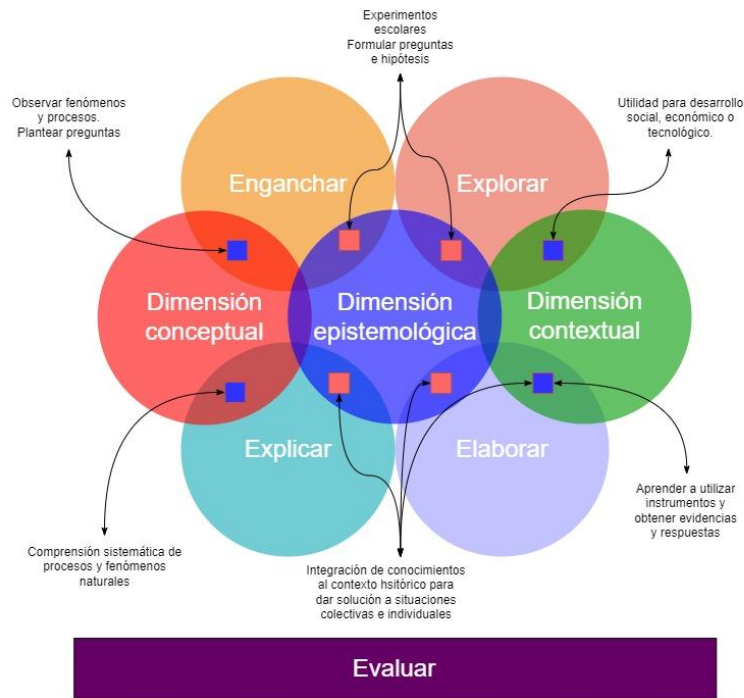 Experimentos
escolares
Formular preguntas
e hipótesis
Observar fenómenos
y procesos.
Plantear preguntas
Utilidad para desarrollo
social, económico o
tecnológico.
Enganchar
Explorar
Dimensión
conceptual
Dimensión
epistemológica
Dimensión
contextual
Explicar
Elaborar
Comprensión sistemática de
procesos y fenómenos
naturales
Integración de conocimientos
al contexto hsitórico para
dar solución a situaciones
colectivas e individuales
Aprender a utilizar
instrumentos y
obtener evidencias
y respuestas
Evaluar